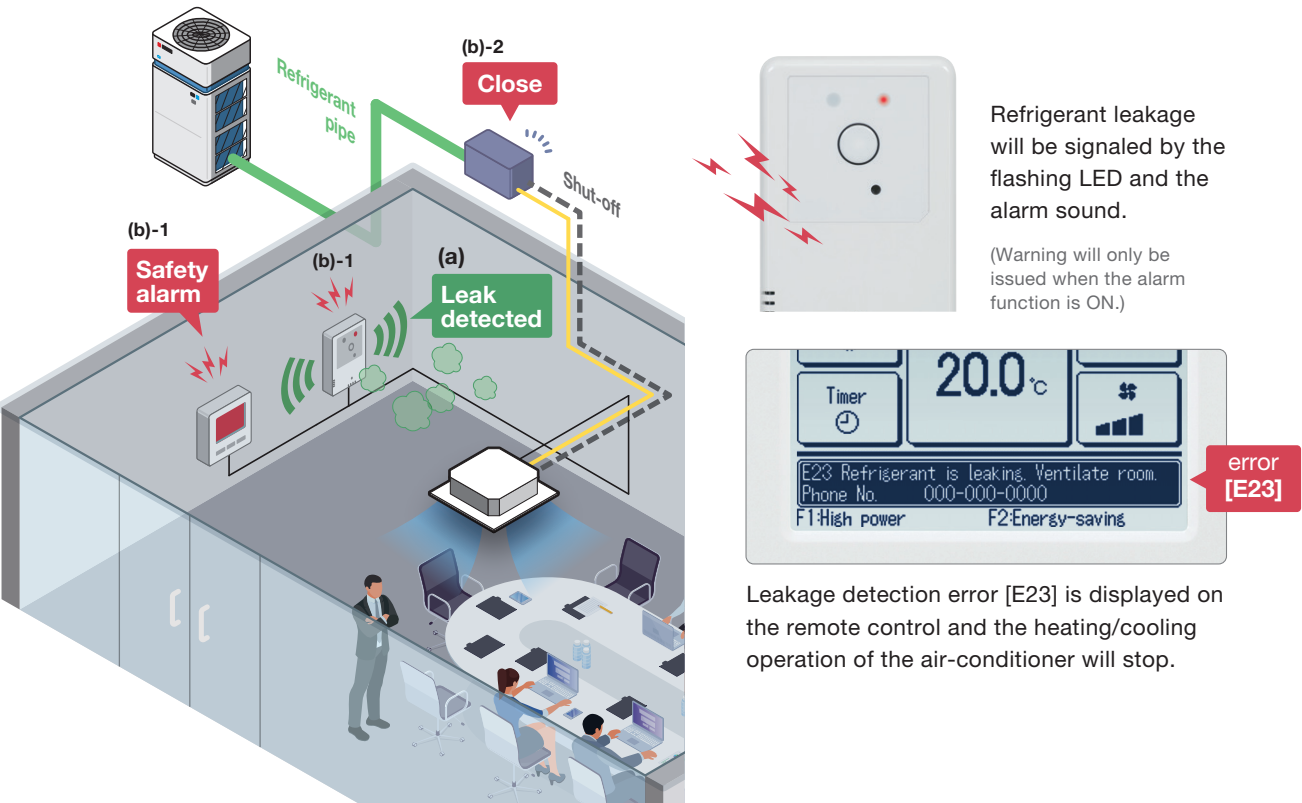 (b)-2
Close
Refrigerant
pipe
Shut-off
(b)-1
Safety
alarm
(b)-1
(a)
Leak
detected
Refrigerant leakage
will be signaled by the
flashing LED and the
alarm sound.
(Warning will only be
issued when the alarm
function is ON.)
Timer
20.0 °C
E23 Refrigerant is leaking. Ventilate room.
Phone No. 000-000-0000
F1:High power F2:Energy-saving
error
[E23]
Leakage detection error [E23] is displayed on
the remote control and the heating/cooling
operation of the air-conditioner will stop.